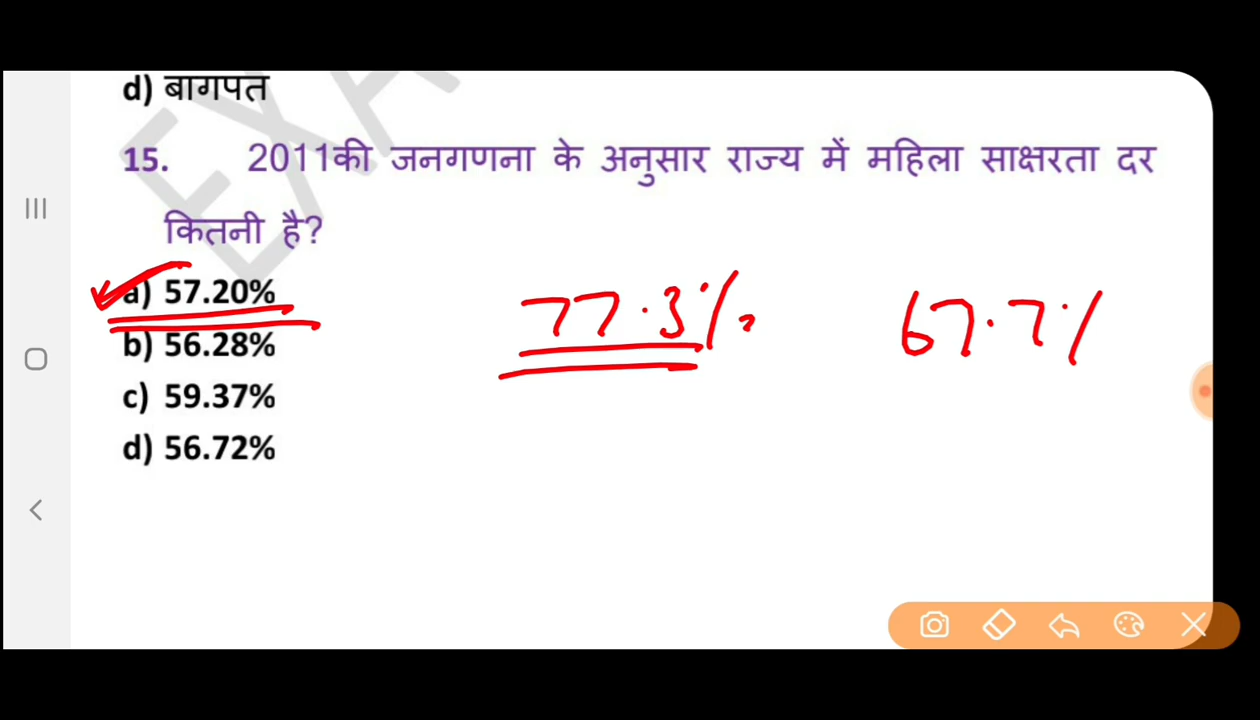 d) बागपत
15. 2011की जनगणना के अनुसार राज्य में महिला साक्षरता दर
कितनी है?
a) 57.20%
77.3%
67.7%
b) 56.28%
c) 59.37%
d) 56.72%
EXA